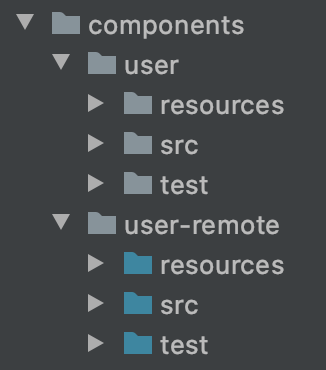 components
user
resources
src
test
user-remote
resources
src
test